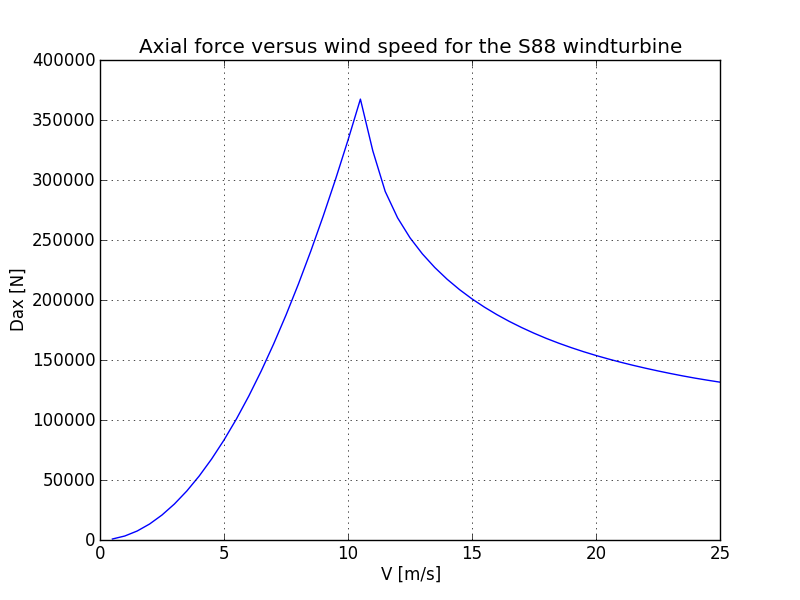 Axial force versus wind speed for the S88 windturbine
400000
350000
300000
250000
200000
150000
100000
50000
0
Dax [N]
0 5 10 15 20 25
V [m/s]